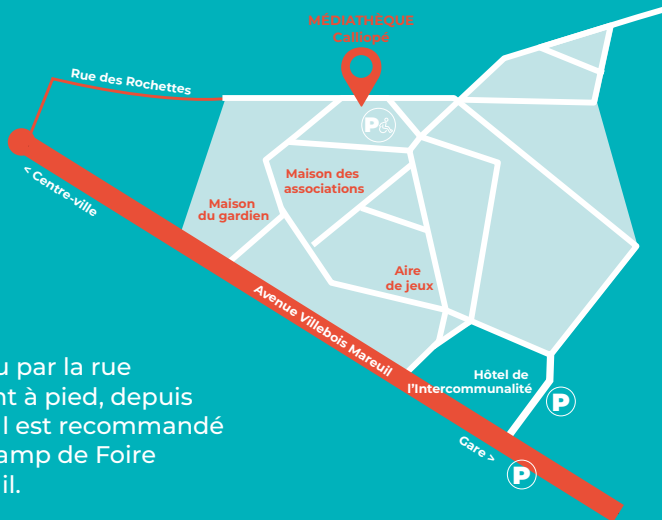 MÉDIATHÈQUE
Calliopé
Rue des Rochettes
P
< Centre-ville
Maison des
associations
Maison
du gardien
Aire
de jeux
Avenue Villebois Mareuil
Hôtel de
l'Intercommunalité
P
Gare >
P
u par la rue
nt à pied, depuis
l est recommandé
amp de Foire
il.